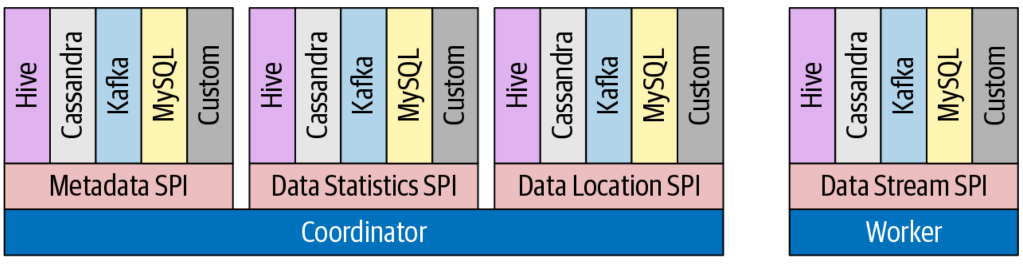 Hive
Cassandra
Kafka
MySQL
Custom
Hive
Cassandra
Kafka
MySQL
Custom
Hive
Cassandra
Kafka
MySQL
Custom
Hive
Cassandra
Kafka
MySQL
Custom
Metadata SPI
Data Statistics SPI
Data Location SPI
Data Stream SPI
Coordinator
Worker